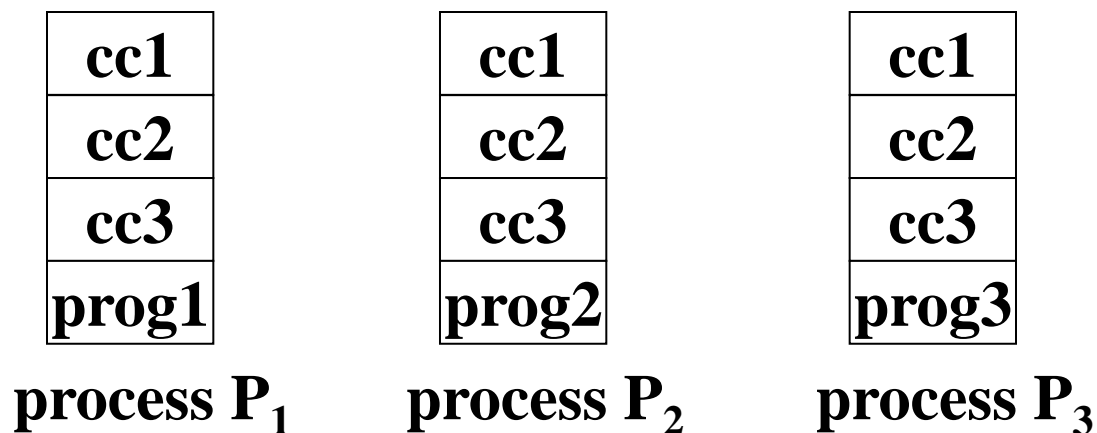 cc1 cc1 cc1
cc2 cc2 cc2
cc3 cc3 cc3
prog1 prog2 prog3
process P₁ process P₂ process P₃